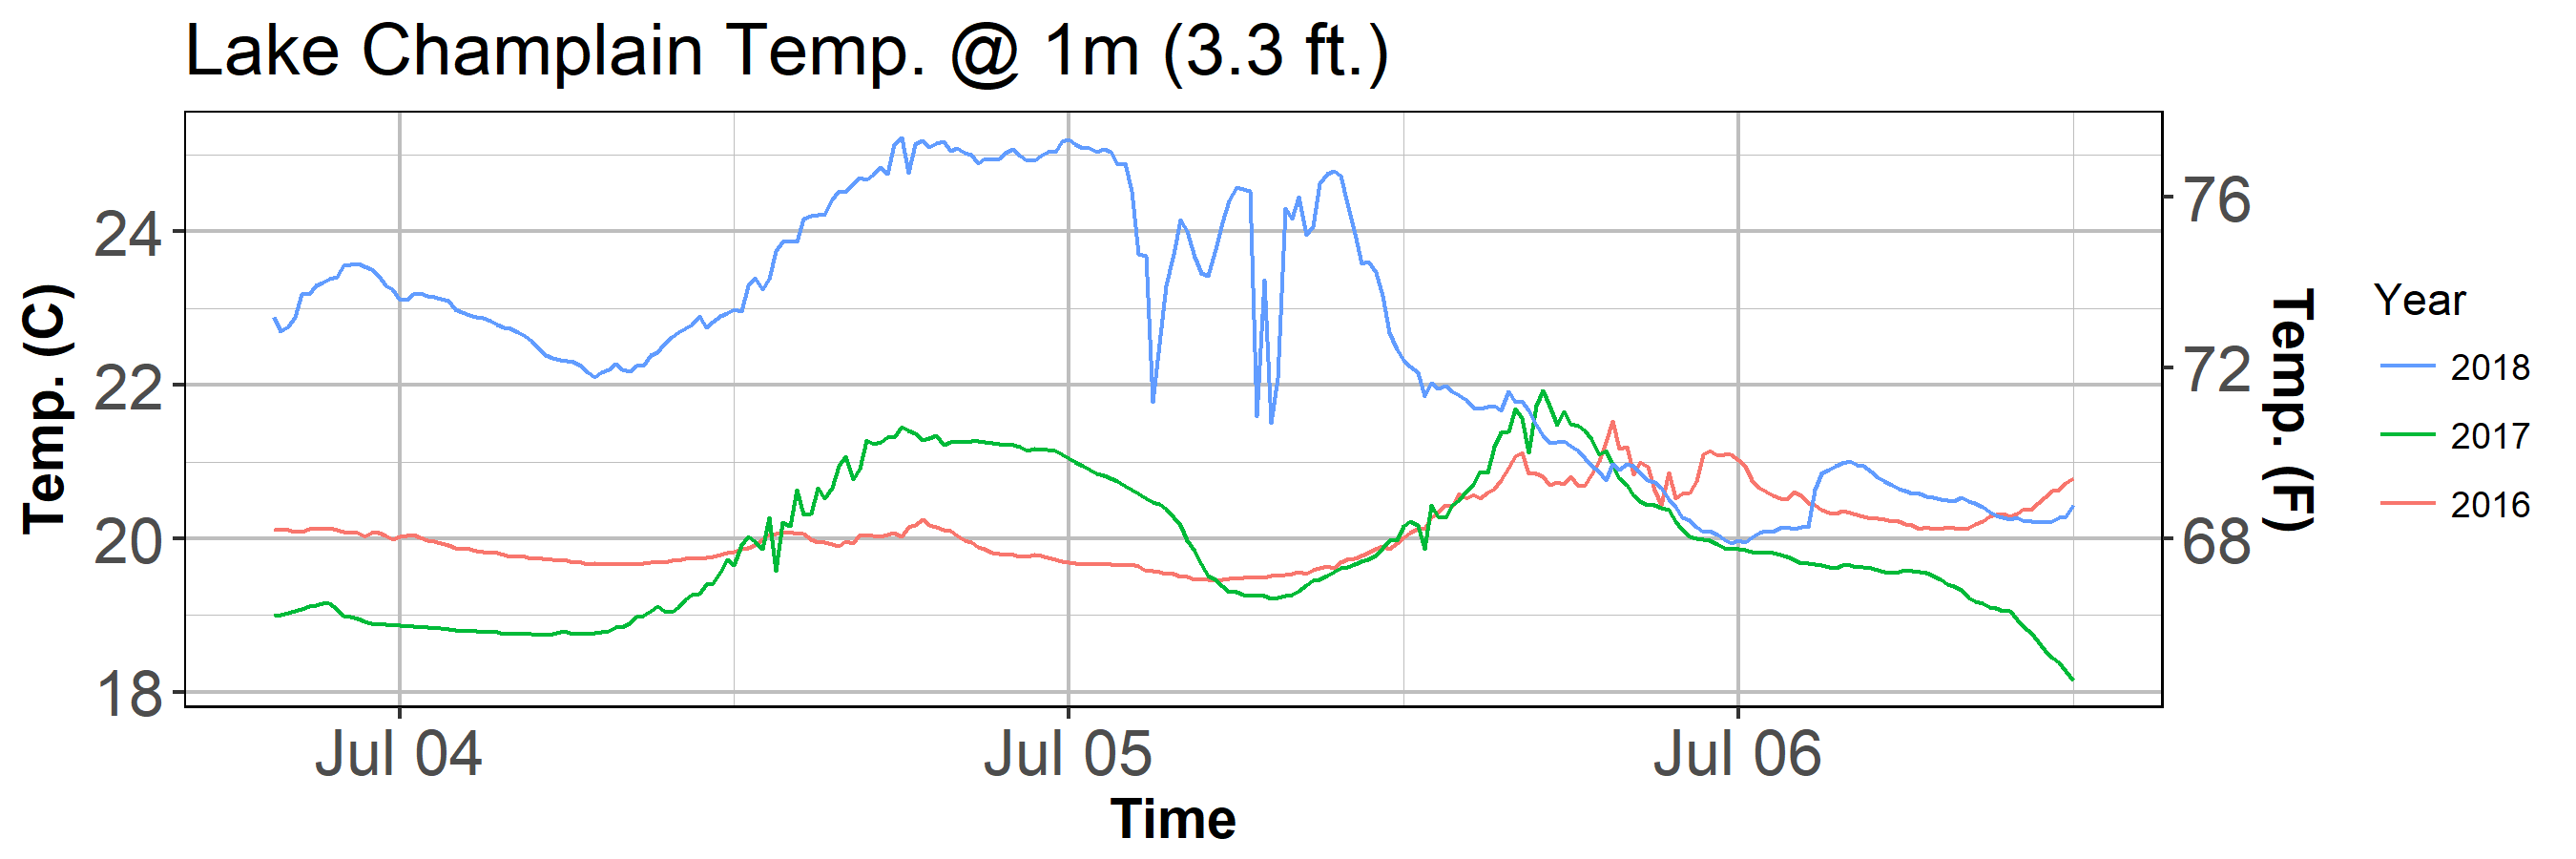 Lake Champlain Temp. @ 1m (3.3 ft.)
Temp. (C)
24
22
20
18
76
72
68
Temp. (F)
Jul 04 Jul 05 Jul 06
Time
Year
2018
2017
2016